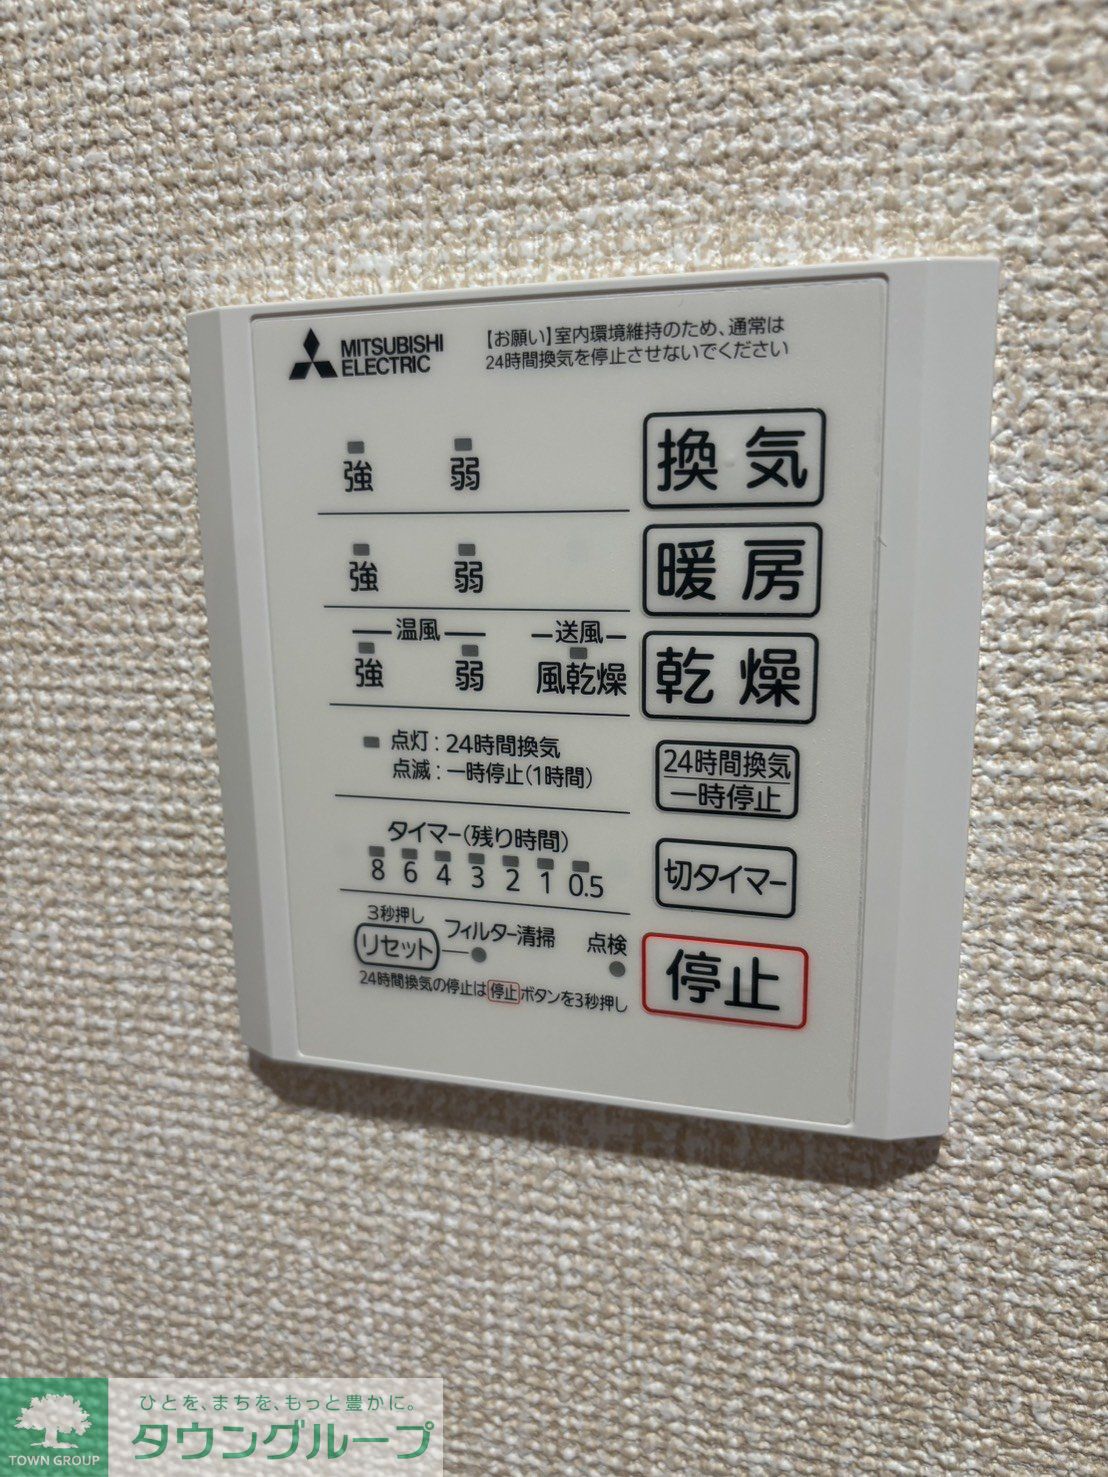 MITSUBISHI
ELECTRIC
【お願い】室内環境維持のため、通常は
24時間換気を停止させないでください
強 弱 換気
強 弱 暖房
温風 送風
強 弱 風乾燥 乾燥
点灯:24時間換気
点滅:一時停止(1時間)
24時間換気
一時停止
タイマー(残り時間)
8 6 4 3 2 1 0.5
切タイマー
3秒押し
リセット フィルター清掃 点検
停止
24時間換気の停止は停止ボタンを3秒押し
ひとを、まちを、もっと豊かに。
タウングループ
TOWN GROUP